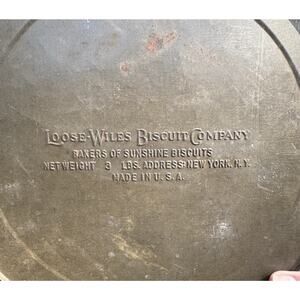 LOOSE-WILES BISCUIT COMPANY
BAKERS OF SUNSHINE BISCUITS
NET WEIGHT 3 LBS. ADDRESS: NEW YORK. N.Y.
MADE IN U.S.A.